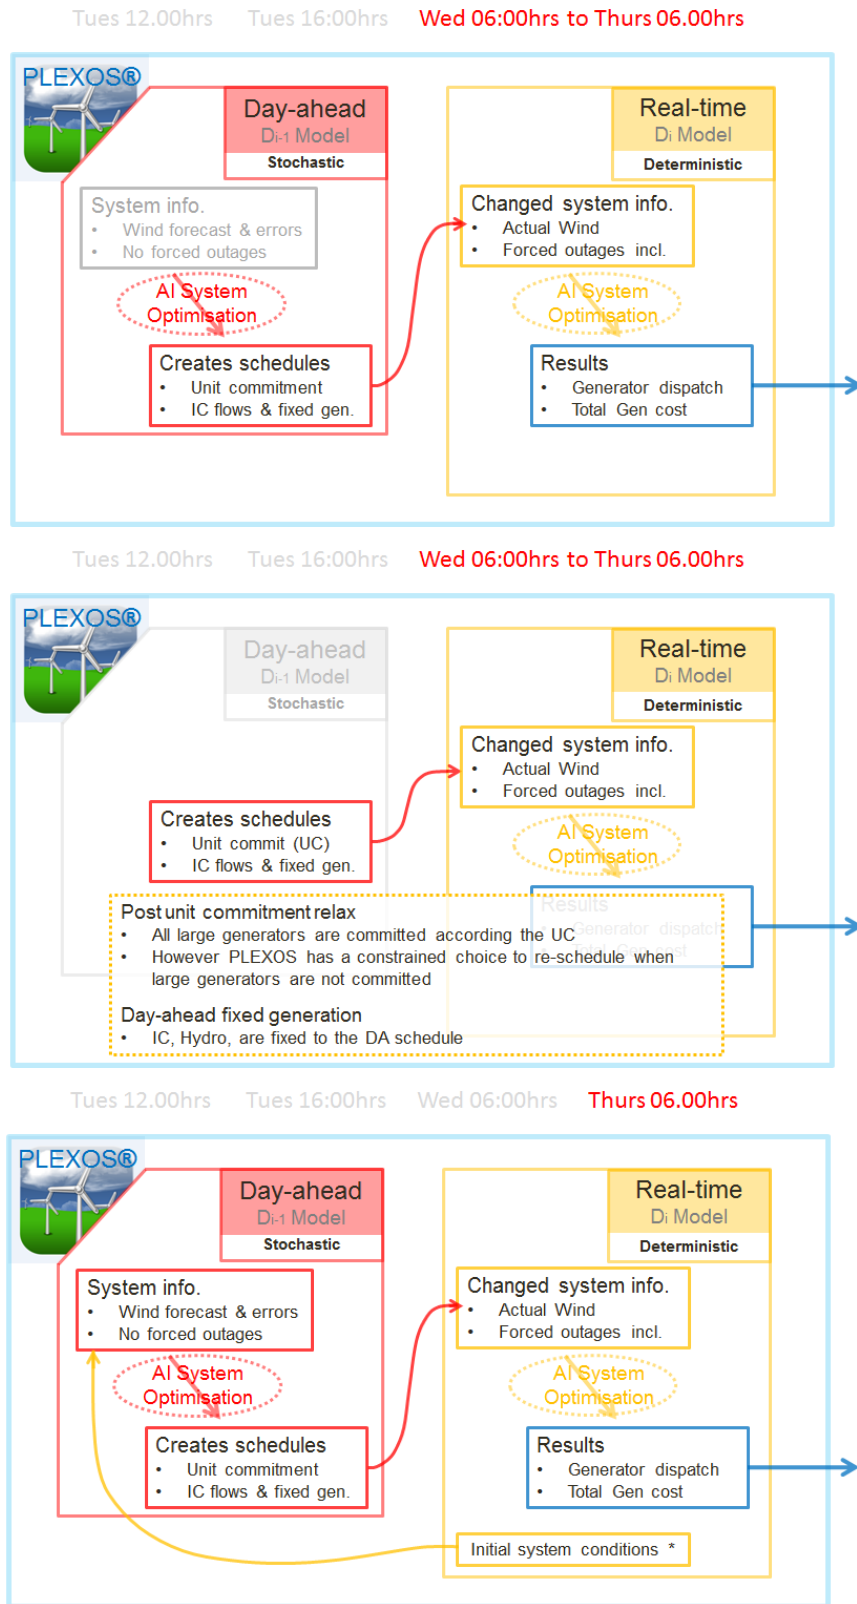 Tues 12.00hrs Tues 16:00hrs Wed 06:00hrs to Thurs 06.00hrs
PLEXOS®
Day-ahead
Di-1 Model
Stochastic
Real-time
Di Model
Deterministic
System info.
• Wind forecast & errors
• No forced outages
Changed system info.
• Actual Wind
• Forced outages incl.
AI System
Optimisation
AI System
Optimisation
Creates schedules
• Unit commitment
• IC flows & fixed gen.
Results
• Generator dispatch
• Total Gen cost
Tues 12.00hrs Tues 16:00hrs Wed 06:00hrs to Thurs 06.00hrs
PLEXOS®
Day-ahead
Di-1 Model
Stochastic
Real-time
Di Model
Deterministic
Changed system info.
• Actual Wind
• Forced outages incl.
Creates schedules
• Unit commit (UC)
• IC flows & fixed gen.
AI System
Optimisation
Results
• Generator dispatch
• Total Gen cost
Post unit commitment relax
• All large generators are committed according the UC
• However PLEXOS has a constrained choice to re-schedule when
large generators are not committed
Day-ahead fixed generation
• IC, Hydro, are fixed to the DA schedule
Tues 12.00hrs Tues 16:00hrs Wed 06:00hrs Thurs 06.00hrs
PLEXOS®
Day-ahead
Di-1 Model
Stochastic
Real-time
Di Model
Deterministic
System info.
• Wind forecast & errors
• No forced outages
Changed system info.
• Actual Wind
• Forced outages incl.
AI System
Optimisation
AI System
Optimisation
Creates schedules
• Unit commitment
• IC flows & fixed gen.
Results
• Generator dispatch
• Total Gen cost
Initial system conditions *